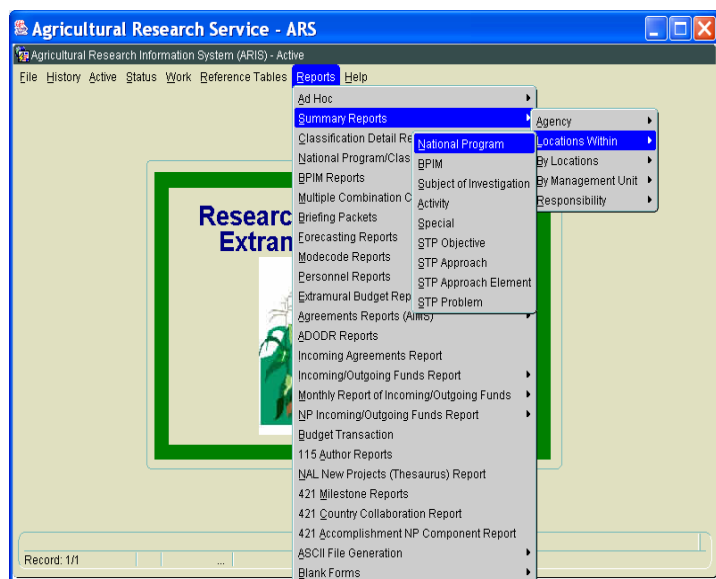 Agricultural Research Service - ARS
Agricultural Research Information System (ARIS) - Active
File History Active Status Work Reference Tables Reports Help
Ad Hoc
Summary Reports
Classification Detail Re
National Program/Clas
BPIM Reports
Multiple Combination C
Briefing Packets
Forecasting Reports
Modecode Reports
Personnel Reports
Extramural Budget Rep
Agreements Reports (AIMS)
ADODR Reports
Incoming Agreements Report
Incoming/Outgoing Funds Report
Monthly Report of Incoming/Outgoing Funds
NP Incoming/Outgoing Funds Report
Budget Transaction
115 Author Reports
NAL New Projects (Thesaurus) Report
421 Milestone Reports
421 Country Collaboration Report
421 Accomplishment NP Component Report
ASCII File Generation
Blank Forms
Agency
Locations Within
By Locations
By Management Unit
Responsibility
National Program
BPIM
Subject of Investigation
Activity
Special
STP Objective
STP Approach
STP Approach Element
STP Problem
Researc
Extran
Record: 1/1
...